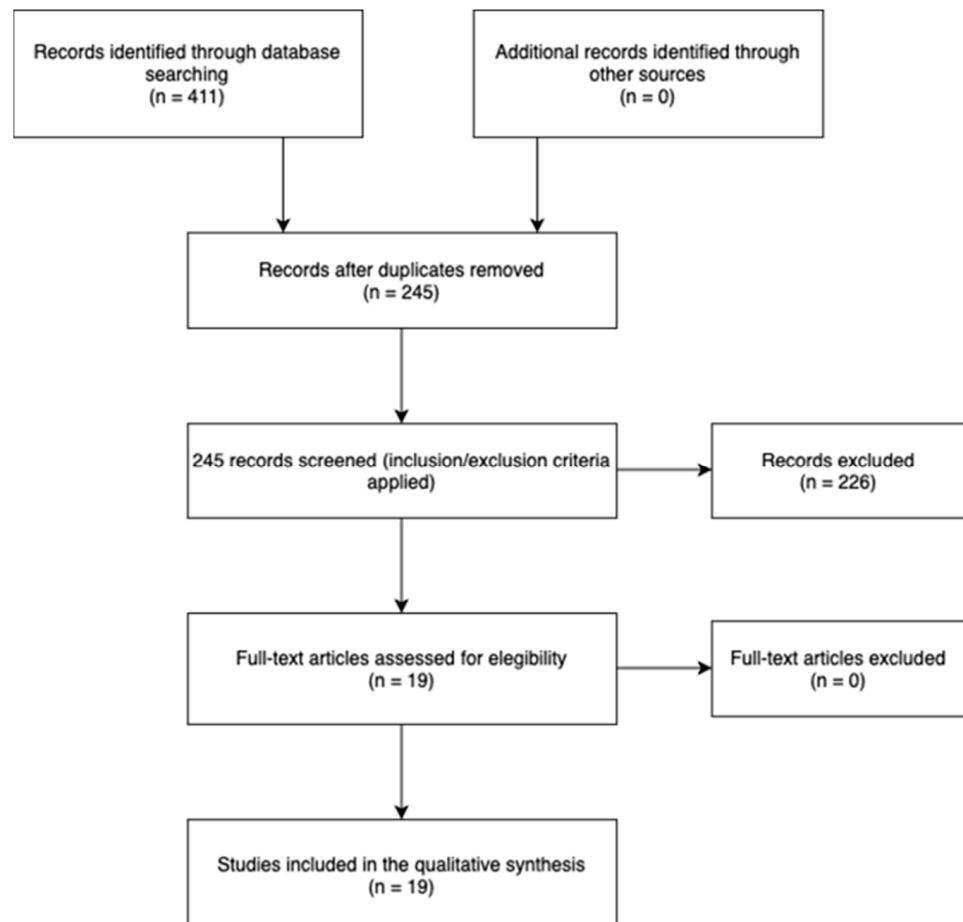 Records identified through database
searching
(n = 411)
Additional records identified through
other sources
(n = 0)
Records after duplicates removed
(n = 245)
245 records screened (inclusion/exclusion criteria
applied)
Records excluded
(n = 226)
Full-text articles assessed for elegibility
(n = 19)
Full-text articles excluded
(n = 0)
Studies included in the qualitative synthesis
(n = 19)